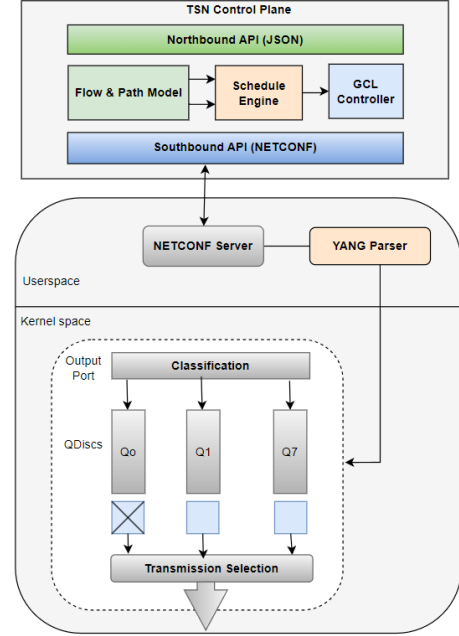 TSN Control Plane
Northbound API (JSON)
Flow & Path Model
Schedule
Engine
GCL
Controller
Southbound API (NETCONF)
NETCONF Server
YANG Parser
Userspace
Kernel space
Output
Port
Classification
QDiscs
Qo
Q1
Q7
Transmission Selection